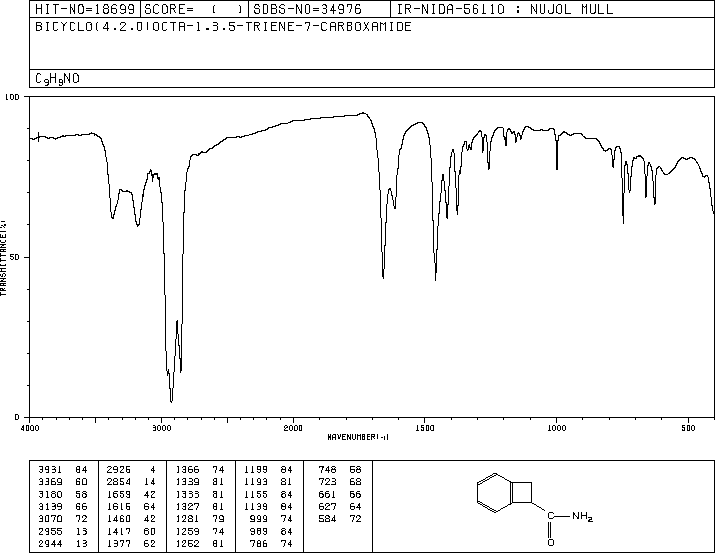 HIT-NO=18699 SCORE= ( ) SDBS-NO=34976 IR-NIDA-56110 : NUJOL MULL
BICYCLO(4.2.0)OCTA-1,3,5-TRIENE-7-CARBOXAMIDE
C9H9NO
100
50
0
TRANSMITTANCE(%)
4000 3000 2000 1500 1000 500
WAVENUMBER(-1)
3931 84 2925 4 1366 74 1199 84 748 58
3369 60 2854 14 1339 81 1193 81 723 68
3180 58 1659 42 1333 81 1155 84 661 66
3139 66 1616 64 1327 81 1139 84 627 64
3070 72 1460 42 1281 79 999 74 584 72
2955 13 1417 60 1259 74 989 84
2944 13 1377 62 1252 81 786 74
C—NH2
O